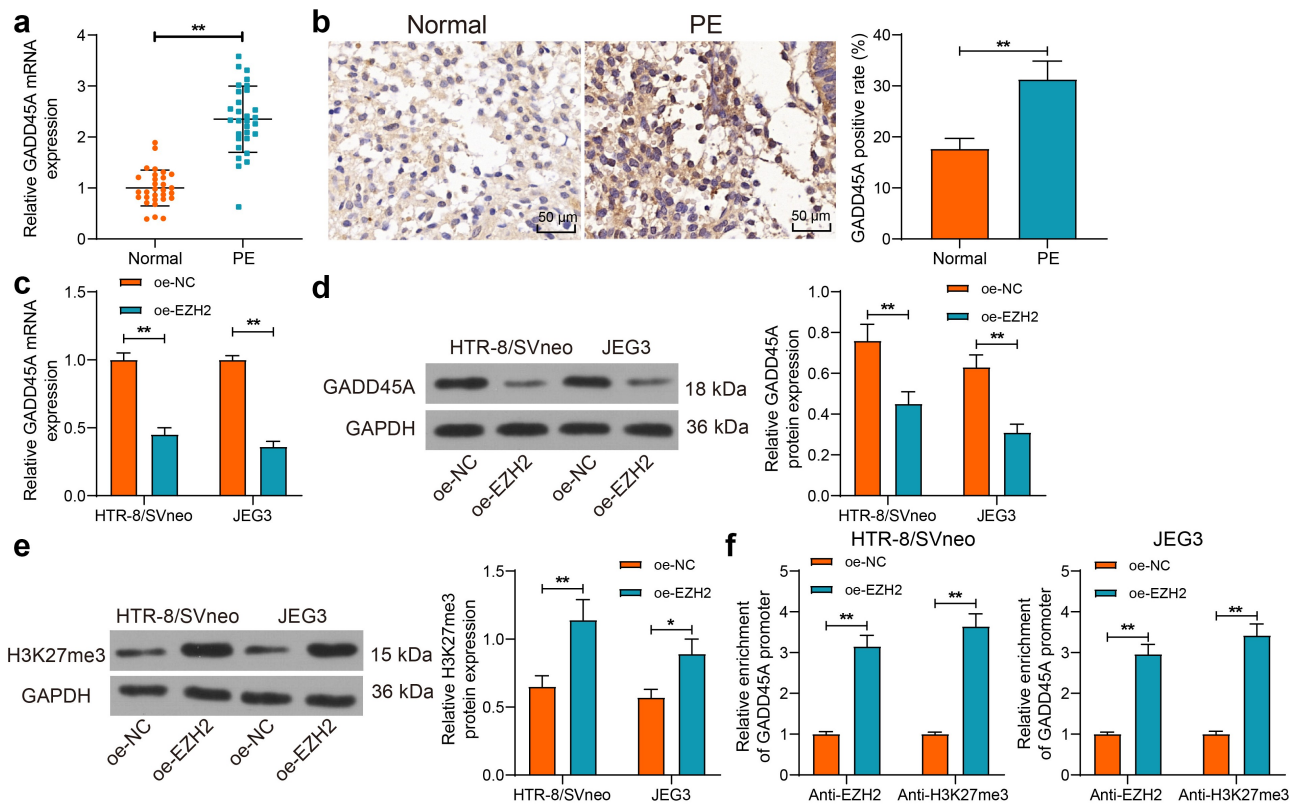 a
Relative GADD45A mRNA
expression
4
3
2
1
0
**
Normal
PE
b
Normal
PE
50 μm
50 μm
GADD45A positive rate (%)
40
30
20
10
0
**
Normal
PE
c
oe-NC
oe-EZH2
Relative GADD45A mRNA
expression
1.5
1.0
0.5
0.0
**
**
HTR-8/SVneo
JEG3
d
HTR-8/SVneo
JEG3
GADD45A
18 kDa
GAPDH
36 kDa
oe-NC
oe-EZH2
oe-NC
oe-EZH2
Relative GADD45A
protein expression
1.0
0.8
0.6
0.4
0.2
0.0
oe-NC
oe-EZH2
**
**
HTR-8/SVneo
JEG3
e
HTR-8/SVneo
JEG3
H3K27me3
15 kDa
GAPDH
36 kDa
oe-NC
oe-EZH2
oe-NC
oe-EZH2
Relative H3K27me3
protein expression
1.5
1.0
0.5
0.0
oe-NC
oe-EZH2
**
*
HTR-8/SVneo
JEG3
f
HTR-8/SVneo
oe-NC
oe-EZH2
Relative enrichment
of GADD45A promoter
5
4
3
2
1
0
**
**
Anti-EZH2
Anti-H3K27me3
JEG3
oe-NC
oe-EZH2
Relative enrichment
of GADD45A promoter
5
4
3
2
1
0
**
**
Anti-EZH2
Anti-H3K27me3